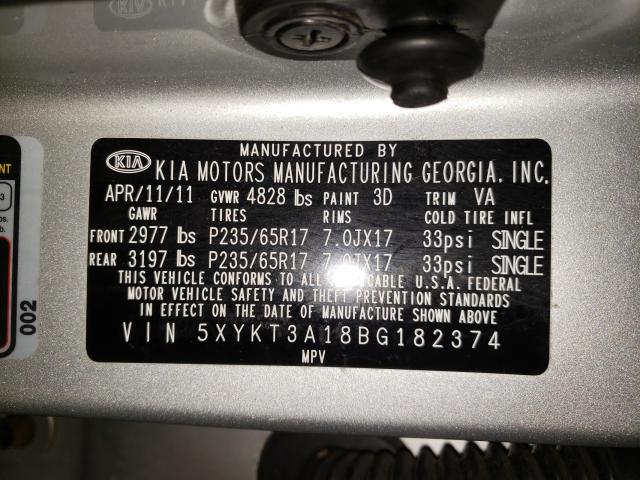 MANUFACTURED BY
KIA KIA MOTORS MANUFACTURING GEORGIA. INC.
APR/11/11 GVWR 4828 lbs PAINT 3D TRIM VA
GAWR TIRES RIMS COLD TIRE INFL
FRONT 2977 lbs P235/65R17 7.0JX17 33psi SINGLE
REAR 3197 lbs P235/65R17 7.0JX17 33psi SINGLE
THIS VEHICLE CONFORMS TO ALL APPLICABLE U.S.A. FEDERAL
MOTOR VEHICLE SAFETY AND THEFT PREVENTION STANDARDS
IN EFFECT ON THE DATE OF MANUFACTURE SHOWN ABOVE
VIN 5XYKT3A18BG182374
MPV
002